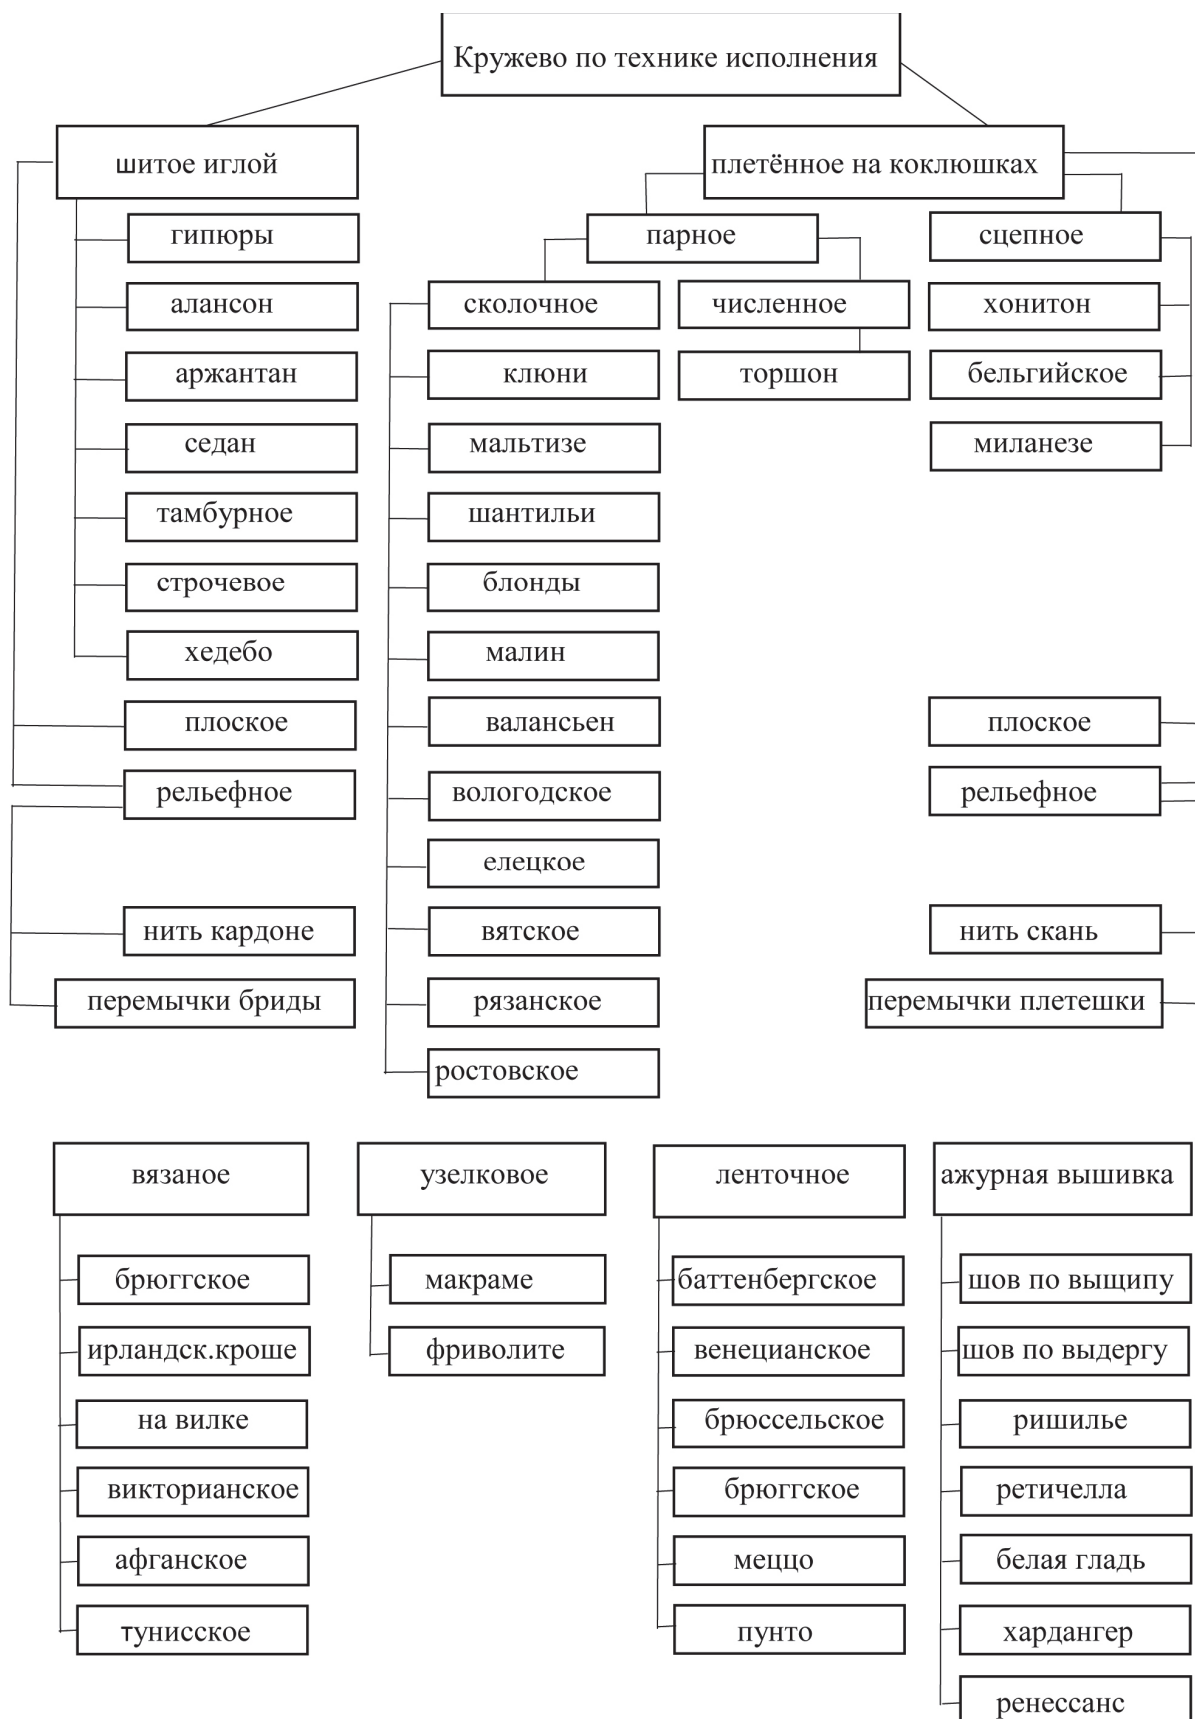 Кружево по технике исполнения
шитое иглой
плетённое на коклюшках
гипюры
парное
сцепное
алансон
сколочное
численное
хонитон
аржантан
клюни
торшон
бельгийское
седан
мальтизе
миланезе
тамбурное
шантильи
строчевое
блонды
хедебо
малин
плоское
валансьен
плоское
рельефное
вологодское
рельефное
елецкое
нить кардоне
вятское
нить скань
перемычки бриды
рязанское
перемычки плетешки
ростовское
вязаное
узелковое
ленточное
ажурная вышивка
брюггское
макраме
баттенбергское
шов по выщипу
ирландск.кроше
фриволите
венецианское
шов по выдергу
на вилке
брюссельское
ришилье
викторианское
брюггское
ретичелла
афганское
меццо
белая гладь
тунисское
пунто
хардангер
ренессанс